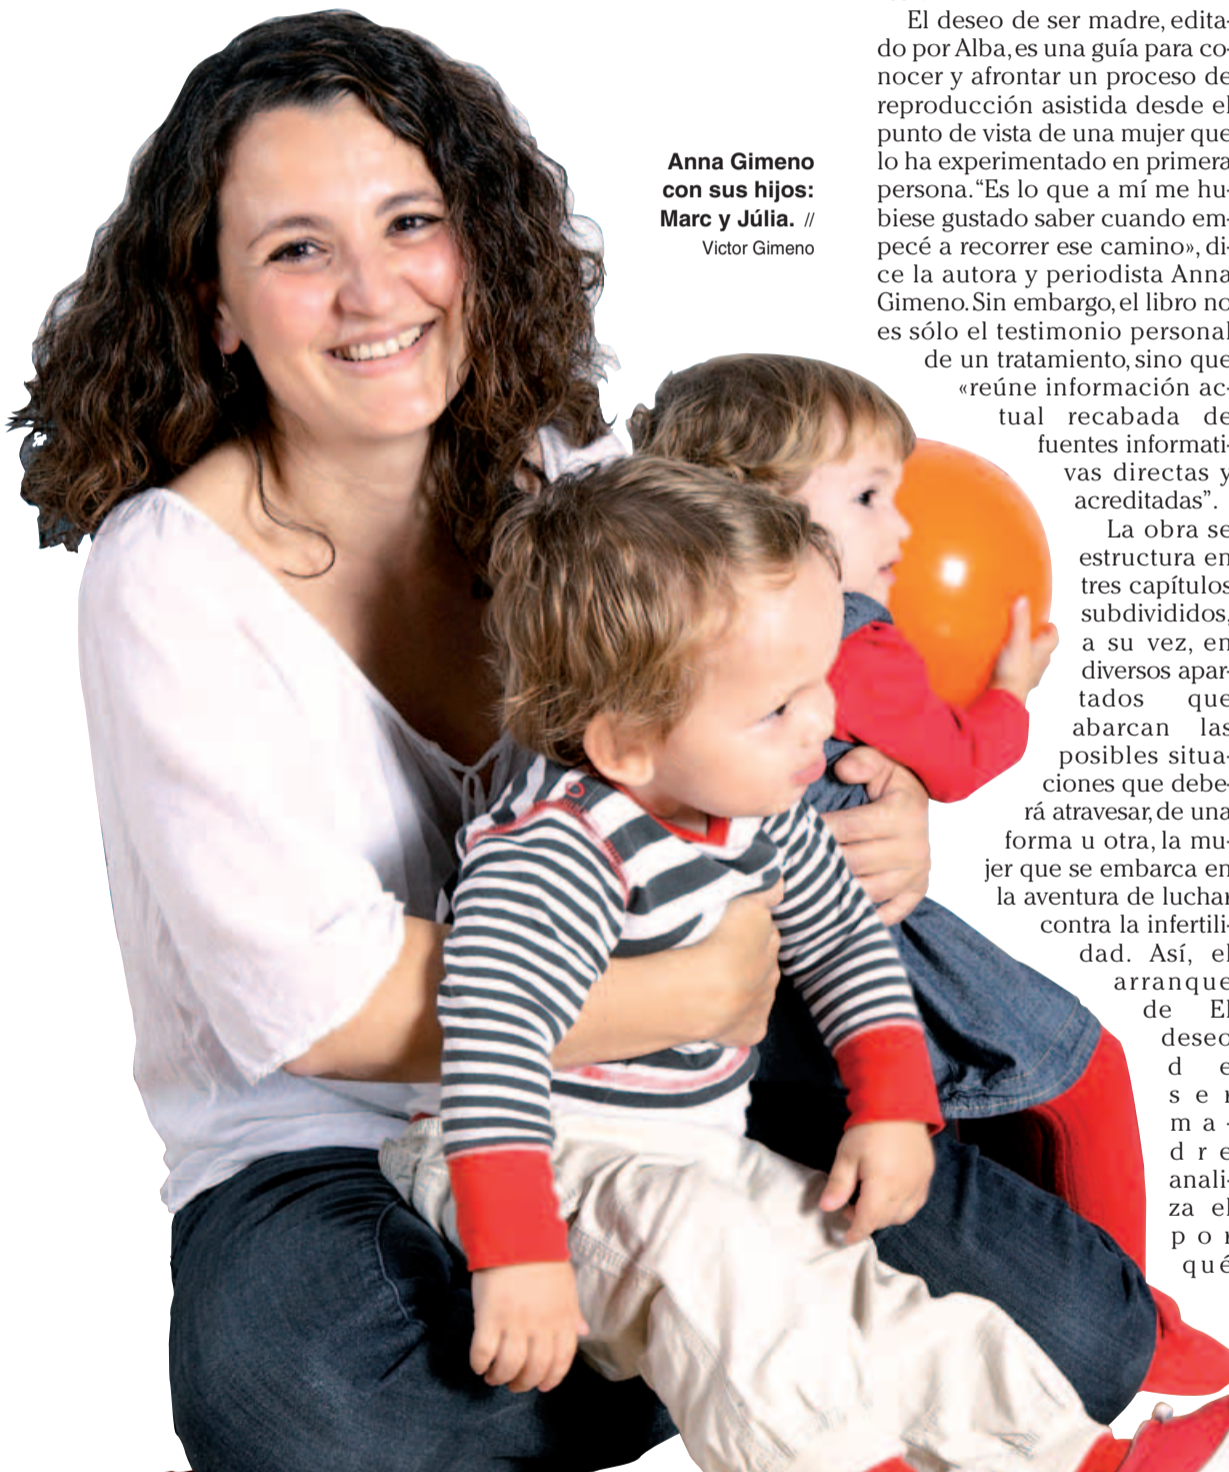 Anna Gimeno
con sus hijos:
Marc y Júlia. //
Victor Gimeno
El deseo de ser madre, edita-
do por Alba, es una guía para co-
nocer y afrontar un proceso de
reproducción asistida desde el
punto de vista de una mujer que
lo ha experimentado en primera
persona. “Es lo que a mí me hu-
biese gustado saber cuando em-
pecé a recorrer ese camino», di-
ce la autora y periodista Anna
Gimeno. Sin embargo, el libro no
es sólo el testimonio personal
de un tratamiento, sino que
«reúne información ac-
tual recabada de
fuentes informati-
vas directas y
acreditadas”.
La obra se
estructura en
tres capítulos
subdivididos,
a su vez, en
diversos apar-
tados que
abarcan las
posibles situa-
ciones que debe-
rá atravesar, de una
forma u otra, la mu-
jer que se embarca en
la aventura de luchar
contra la infertili-
dad. Así, el
arranque
de El
deseo
d e
s e r
m a -
d r e
anali-
za el
p o r
qué